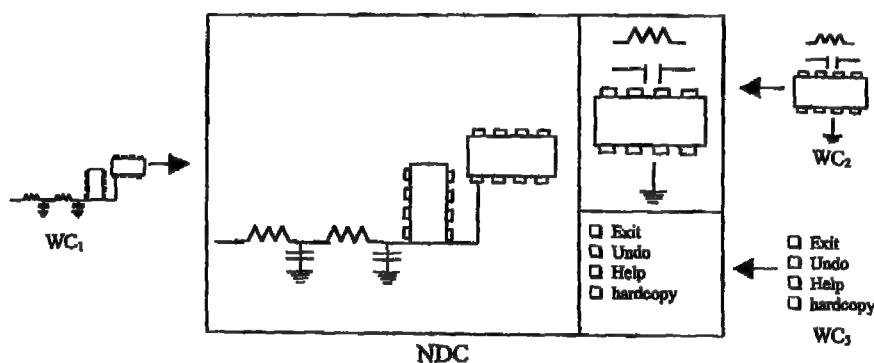 WC₁
Exit
Undo
Help
hardcopy
NDC
WC₂
Exit
Undo
Help
hardcopy
WC₃